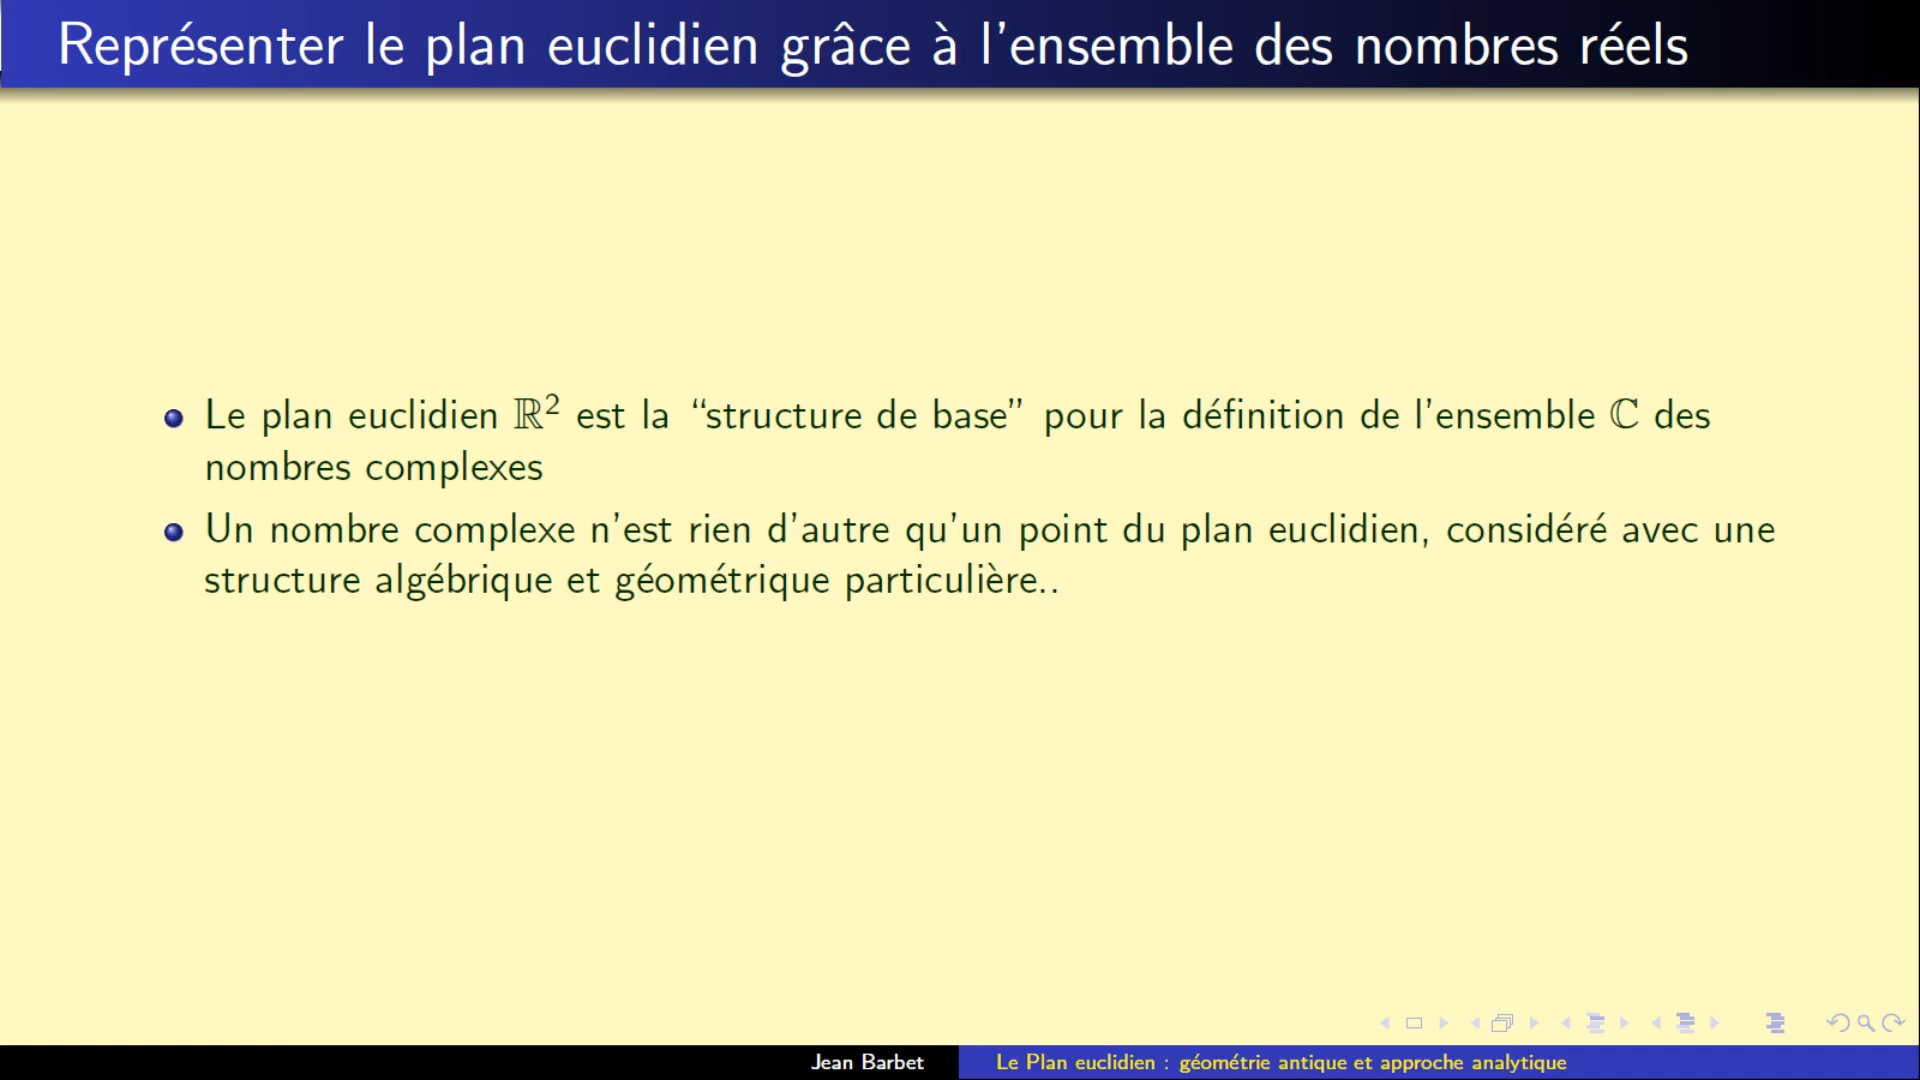 Représenter le plan euclidien grâce à l'ensemble des nombres réels
Le plan euclidien ℝ² est la “structure de base” pour la définition de l'ensemble ℂ des
nombres complexes
Un nombre complexe n'est rien d'autre qu'un point du plan euclidien, considéré avec une
structure algébrique et géométrique particulière..
Jean Barbet
Le Plan euclidien : géométrie antique et approche analytique